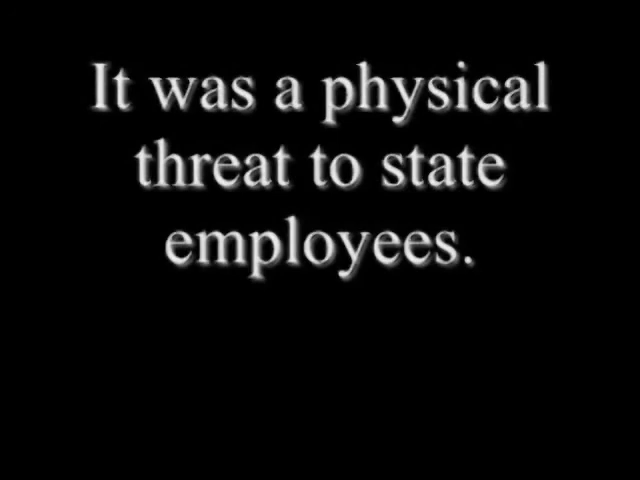 It was a physical
threat to state
employees.